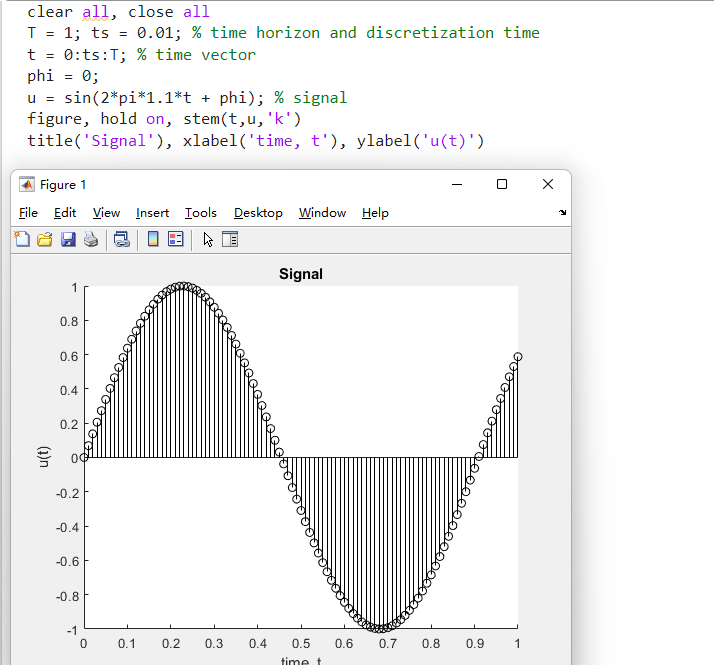 clear all, close all
T = 1; ts = 0.01; % time horizon and discretization time
t = 0:ts:T; % time vector
phi = 0;
u = sin(2*pi*1.1*t + phi); % signal
figure, hold on, stem(t,u,'k')
title('Signal'), xlabel('time, t'), ylabel('u(t)')
Figure 1
File Edit View Insert Tools Desktop Window Help
Signal
1
0.8
0.6
0.4
0.2
0
-0.2
-0.4
-0.6
-0.8
-1
u(t)
0 0.1 0.2 0.3 0.4 0.5 0.6 0.7 0.8 0.9 1
time, t